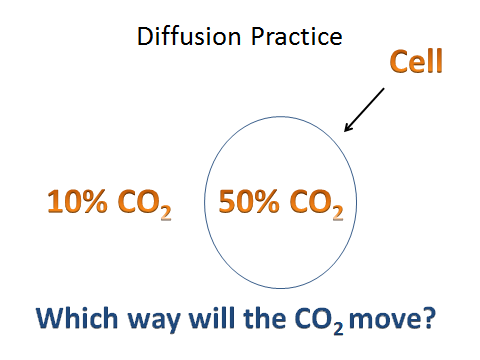 Diffusion Practice
Cell
10% CO₂ 50% CO₂
Which way will the CO₂ move?